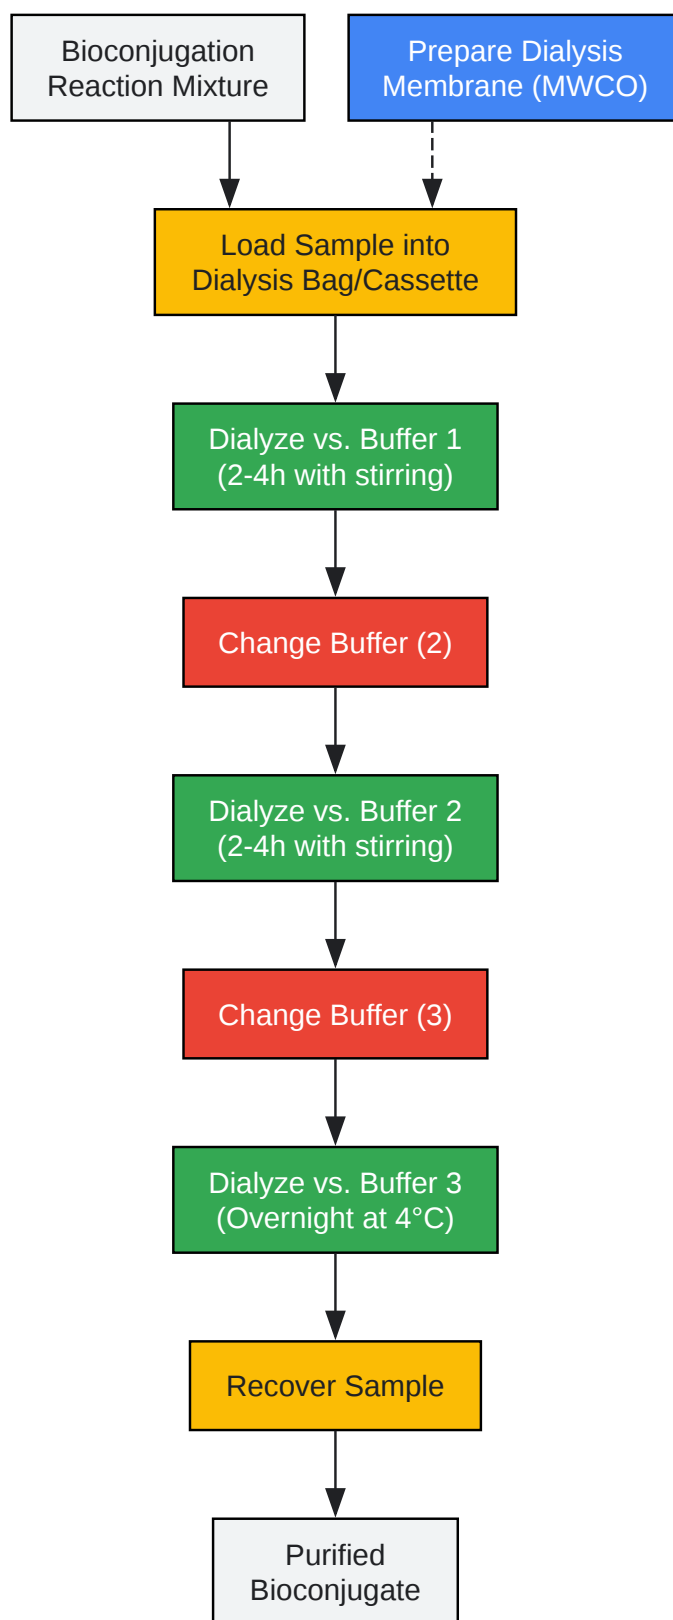 Bioconjugation
Reaction Mixture
Prepare Dialysis
Membrane (MWCO)
Load Sample into
Dialysis Bag/Cassette
Dialyze vs. Buffer 1
(2-4h with stirring)
Change Buffer (2)
Dialyze vs. Buffer 2
(2-4h with stirring)
Change Buffer (3)
Dialyze vs. Buffer 3
(Overnight at 4°C)
Recover Sample
Purified
Bioconjugate